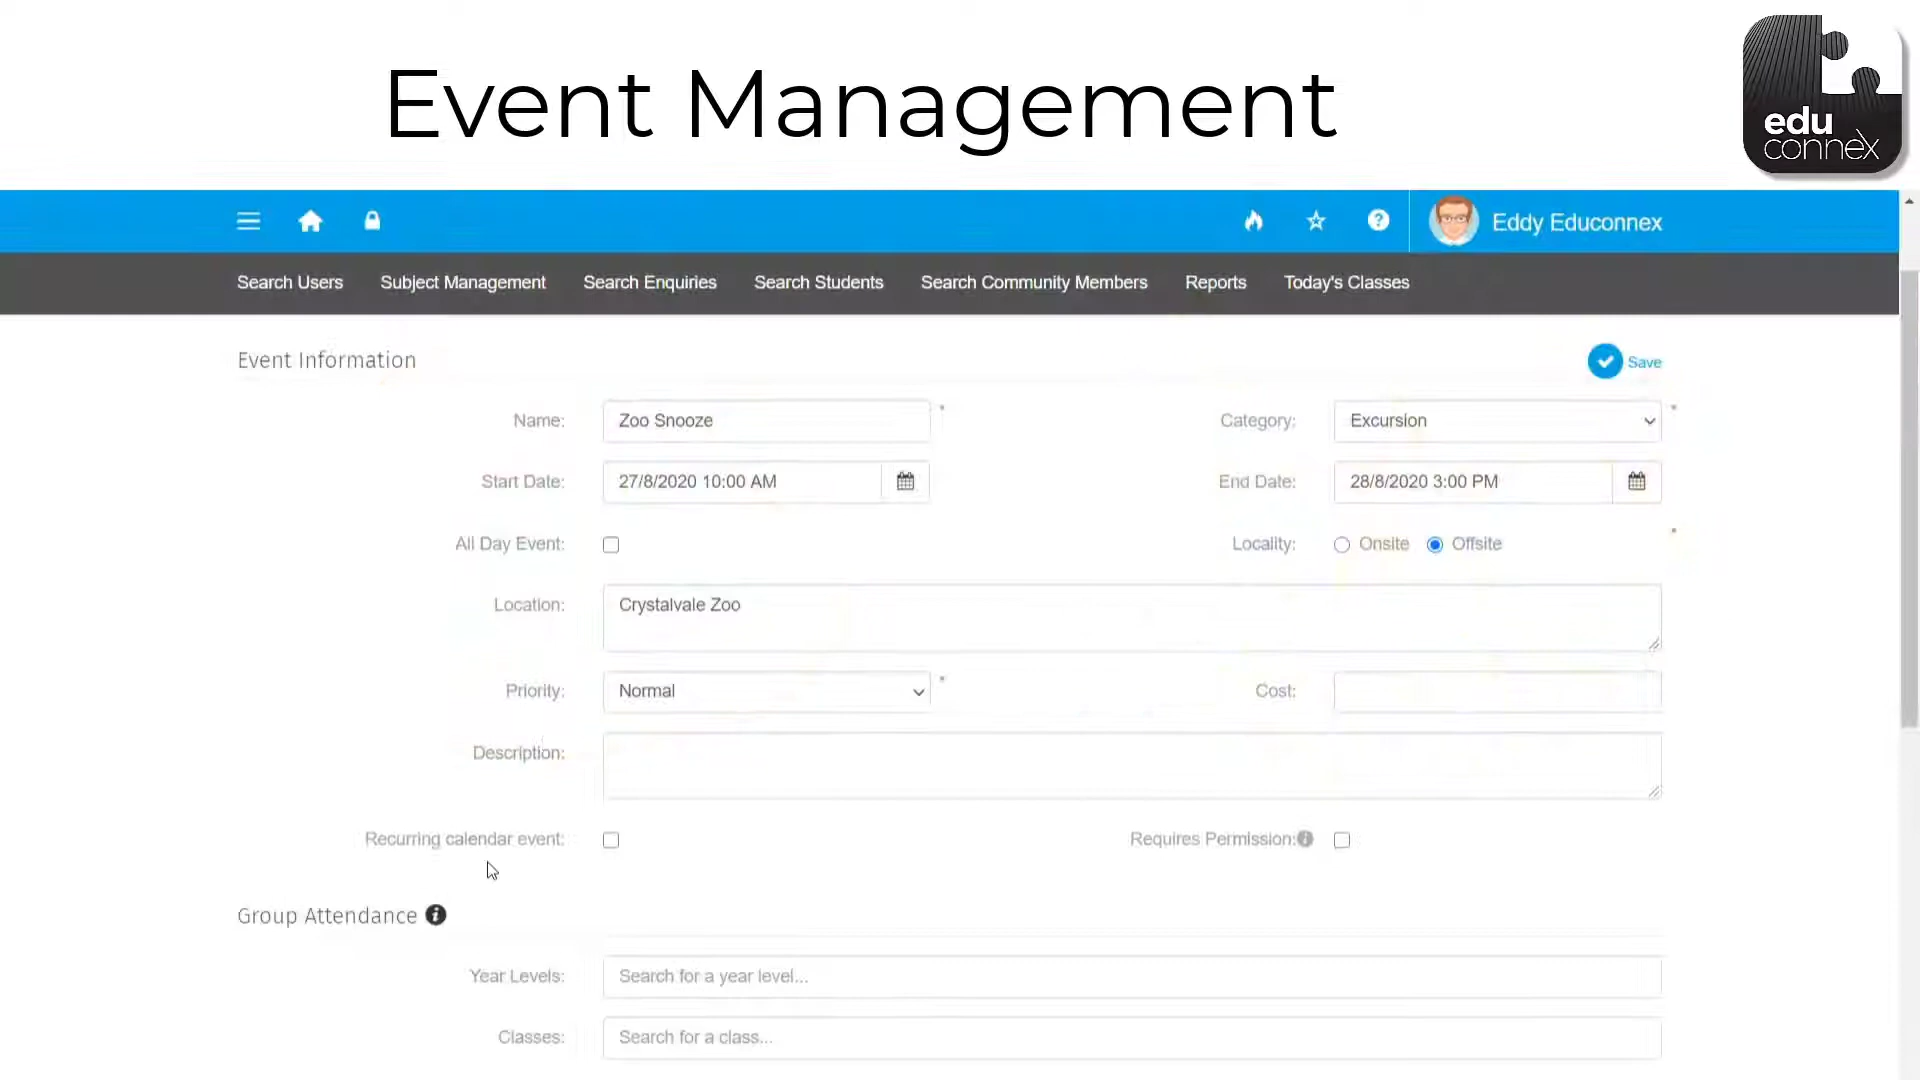 Event Management
edu
connex
Eddy Educonnex
Search Users Subject Management Search Enquiries Search Students Search Community Members Reports Today's Classes
Event Information
Save
Name: Zoo Snooze * Category: Excursion *
Start Date: 27/8/2020 10:00 AM End Date: 28/8/2020 3:00 PM
All Day Event: Locality: Onsite Offsite *
Location: Crystalvale Zoo
Priority: Normal * Cost:
Description:
Recurring calendar event: Requires Permission:
Group Attendance
Year Levels: Search for a year level...
Classes: Search for a class...